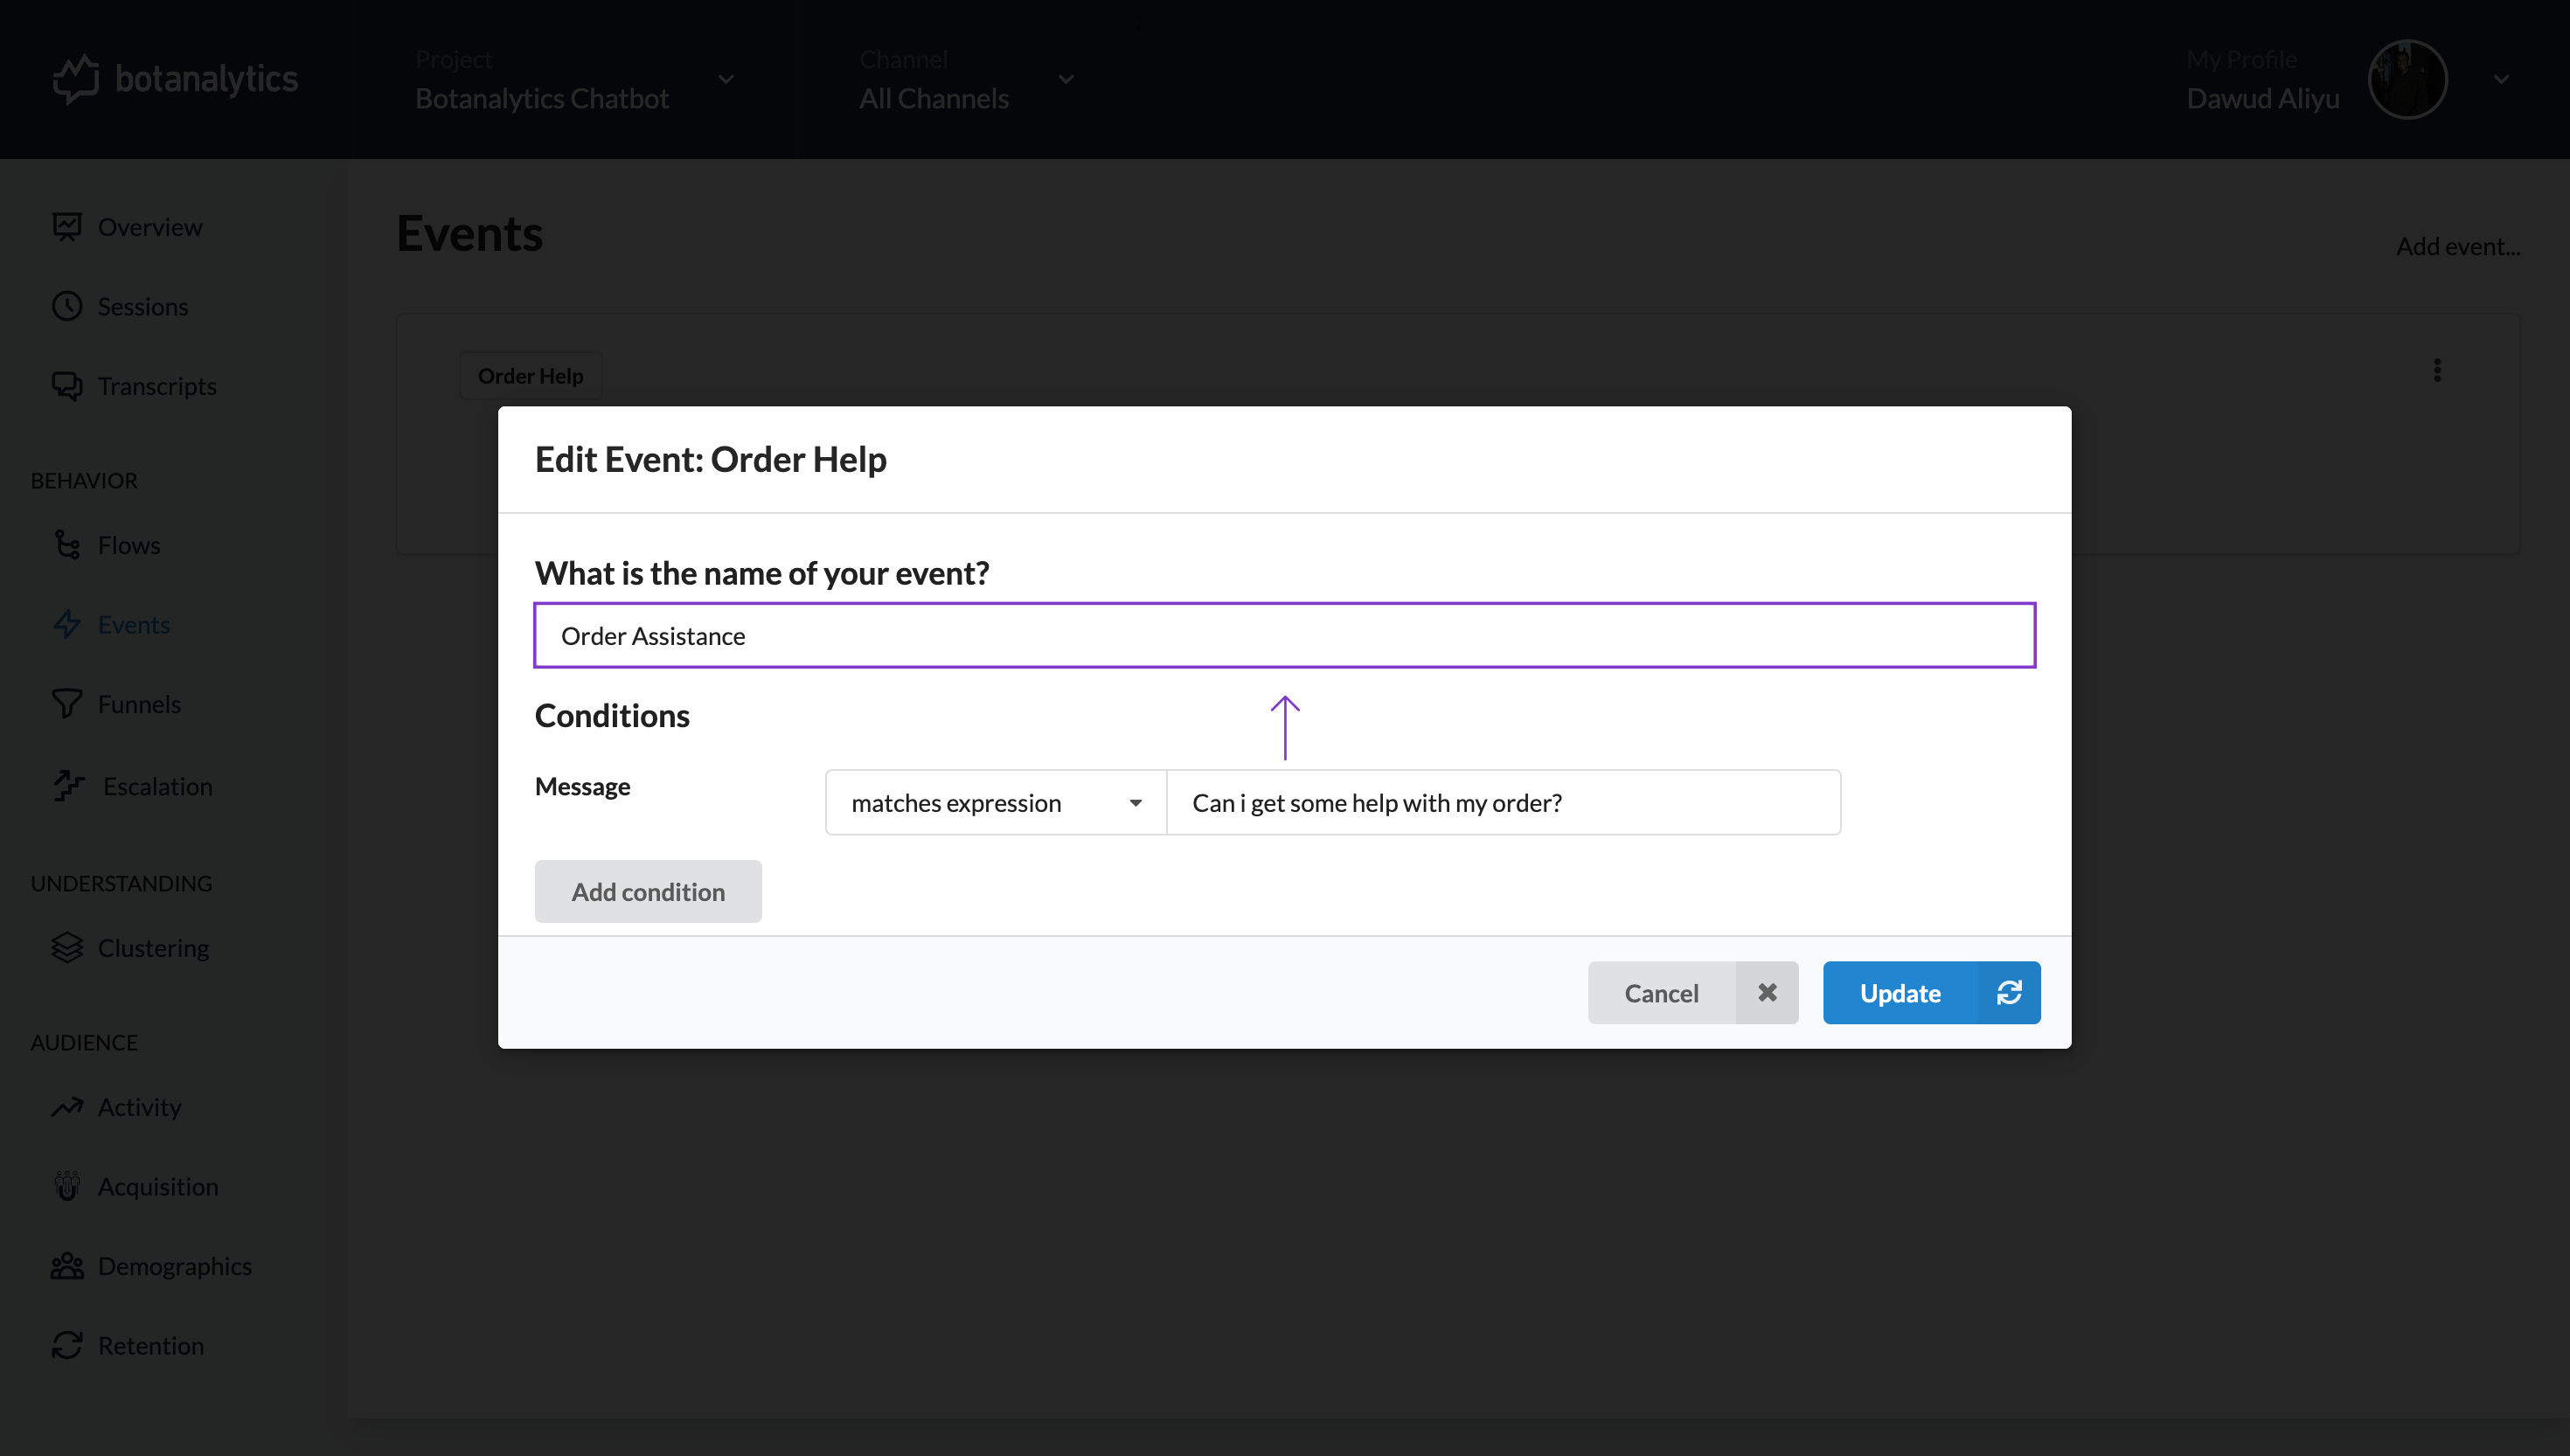 botanalytics
Project
Botanalytics Chatbot
Channel
All Channels
My Profile
Dawud Aliyu
Overview
Sessions
Transcripts
BEHAVIOR
Flows
Events
Funnels
Escalation
UNDERSTANDING
Clustering
AUDIENCE
Activity
Acquisition
Demographics
Retention
Events
Add event...
Order Help
Edit Event: Order Help
What is the name of your event?
Order Assistance
Conditions
Message
matches expression
Can i get some help with my order?
Add condition
Cancel
Update